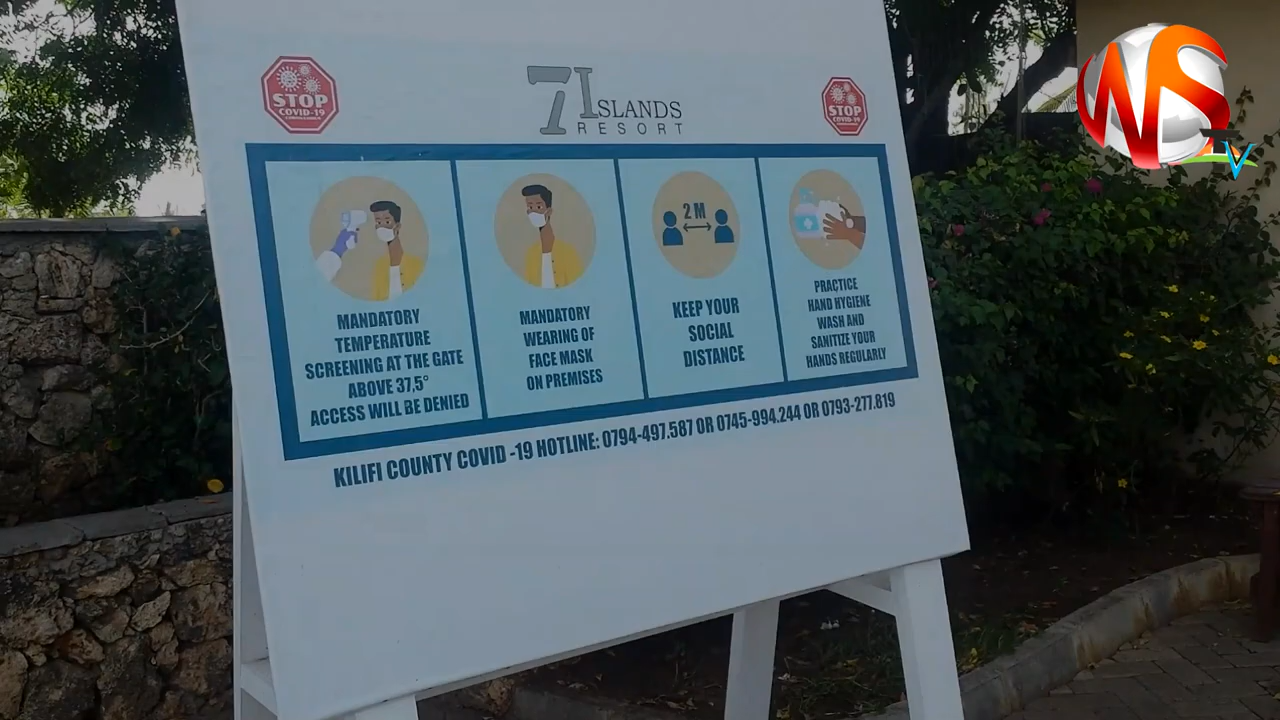 STOP
COVID-19
7 ISLANDS
RESORT
STOP
COVID-19
NS
TV
MANDATORY
TEMPERATURE
SCREENING AT THE GATE
ABOVE 37,5°
ACCESS WILL BE DENIED
MANDATORY
WEARING OF
FACE MASK
ON PREMISES
2 M
KEEP YOUR
SOCIAL
DISTANCE
PRACTICE
HAND HYGIENE
WASH AND
SANITIZE YOUR
HANDS REGULARLY
KILIFI COUNTY COVID -19 HOTLINE: 0794-497.587 OR 0745-994.244 OR 0793-277.819